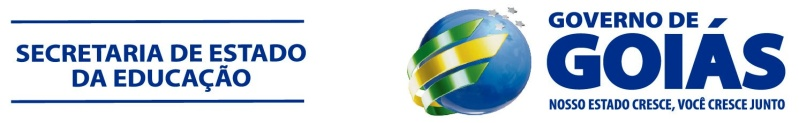 SECRETARIA DE ESTADO
DA EDUCAÇÃO
GOVERNO DE
GOIÁS
NOSSO ESTADO CRESCE, VOCÊ CRESCE JUNTO